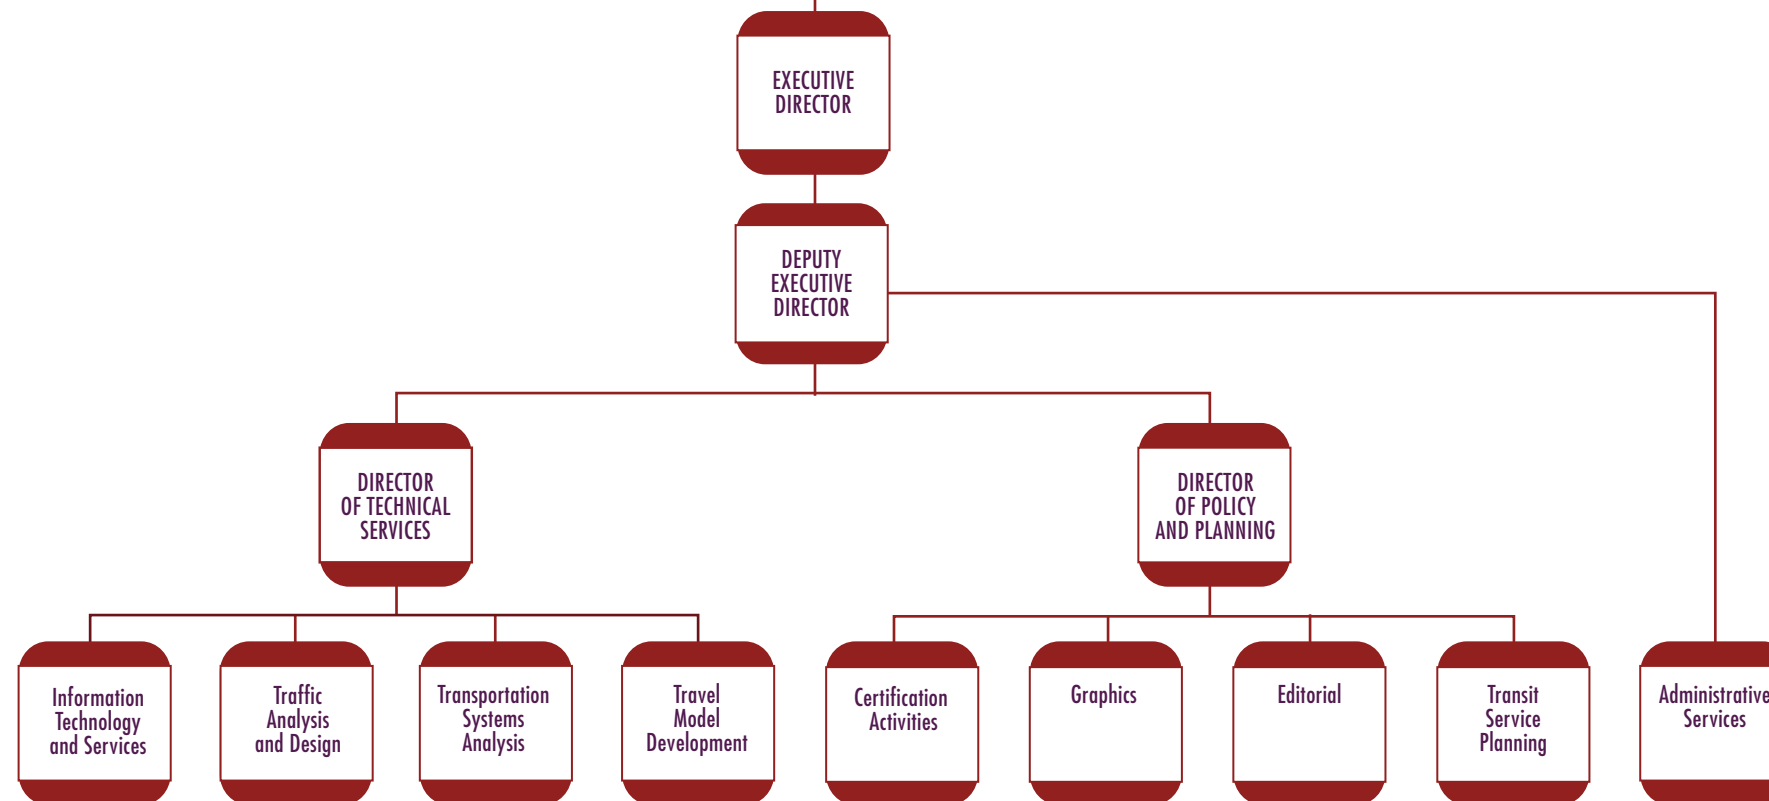 EXECUTIVE
DIRECTOR
DEPUTY
EXECUTIVE
DIRECTOR
DIRECTOR
OF TECHNICAL
SERVICES
DIRECTOR
OF POLICY
AND PLANNING
Information
Technology
and Services
Traffic
Analysis
and Design
Transportation
Systems
Analysis
Travel
Model
Development
Certification
Activities
Graphics
Editorial
Transit
Service
Planning
Administrative
Services